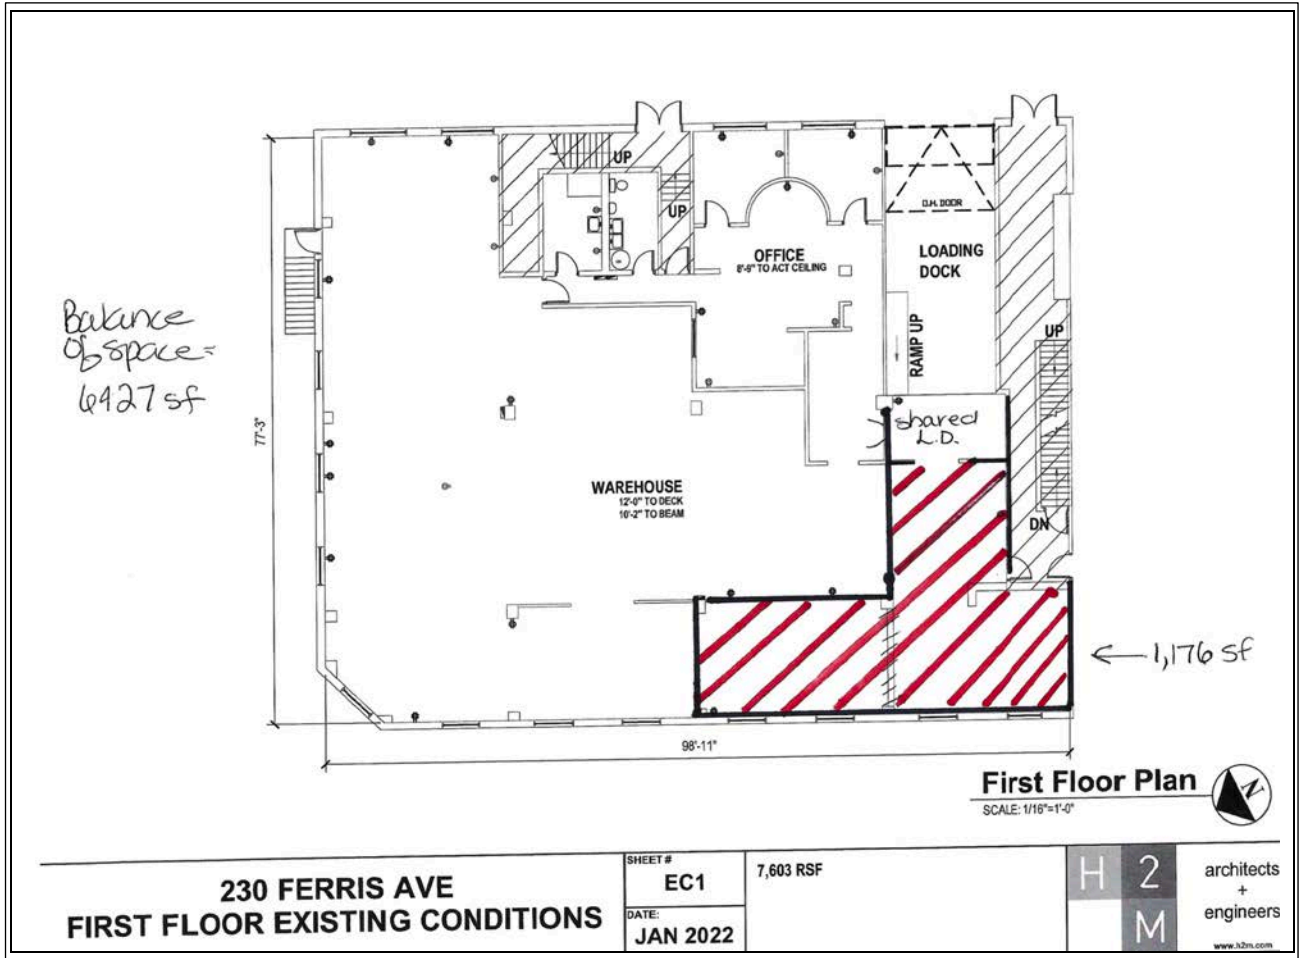 UP
UP
O.H. DOOR
OFFICE
8'-9" TO ACT CEILING
LOADING
DOCK
Balance
Of Space=
6427 sf
RAMP UP
UP
77'-3"
shared
L.D.
WAREHOUSE
12'-0" TO DECK
10'-2" TO BEAM
DN
1,176 sf
98'-11"
First Floor Plan
SCALE: 1/16"=1'-0"
N
230 FERRIS AVE
FIRST FLOOR EXISTING CONDITIONS
SHEET #
EC1
DATE:
JAN 2022
7,603 RSF
H 2
M
architects
+
engineers
www.h2m.com